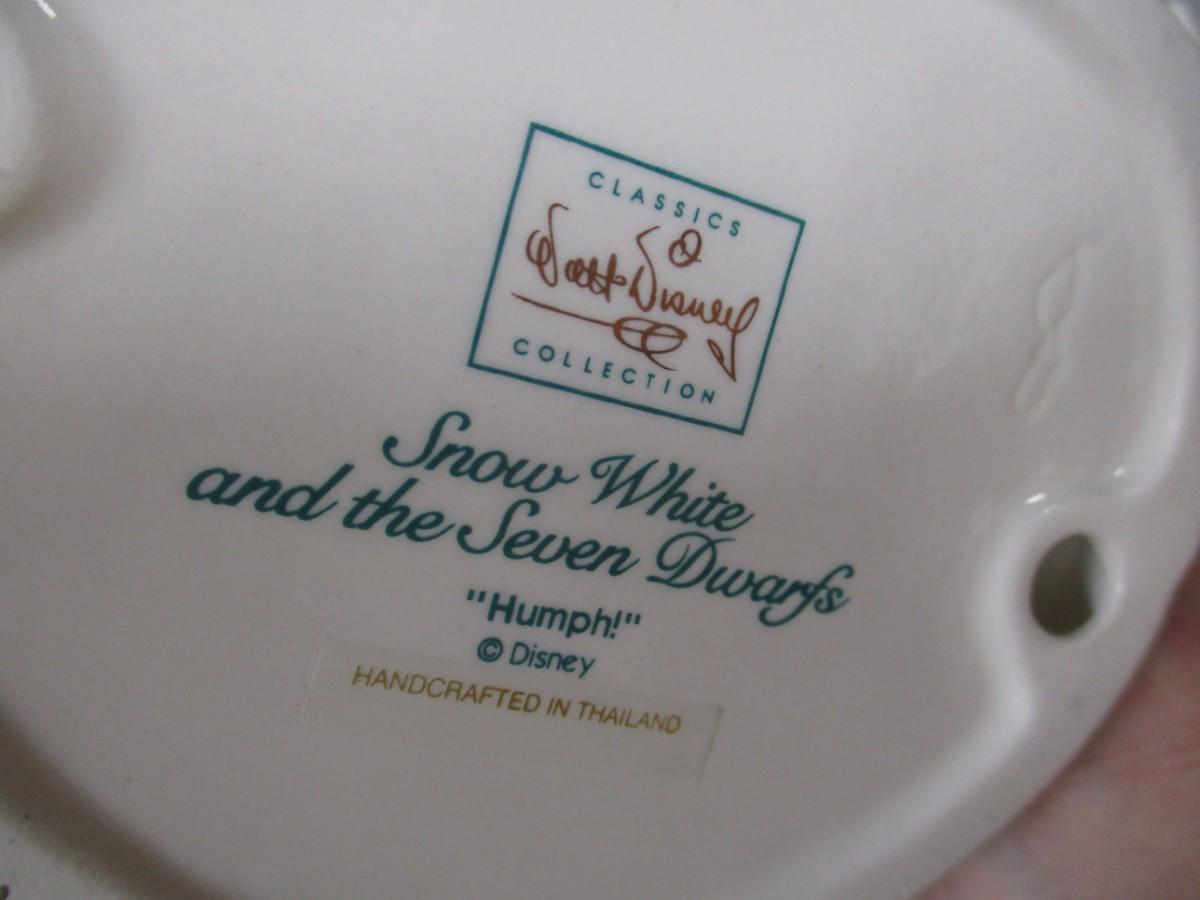 CLASSICS
Walt Disney
COLLECTION
Snow White
and the Seven Dwarfs
"Humph!"
© Disney
HANDCRAFTED IN THAILAND